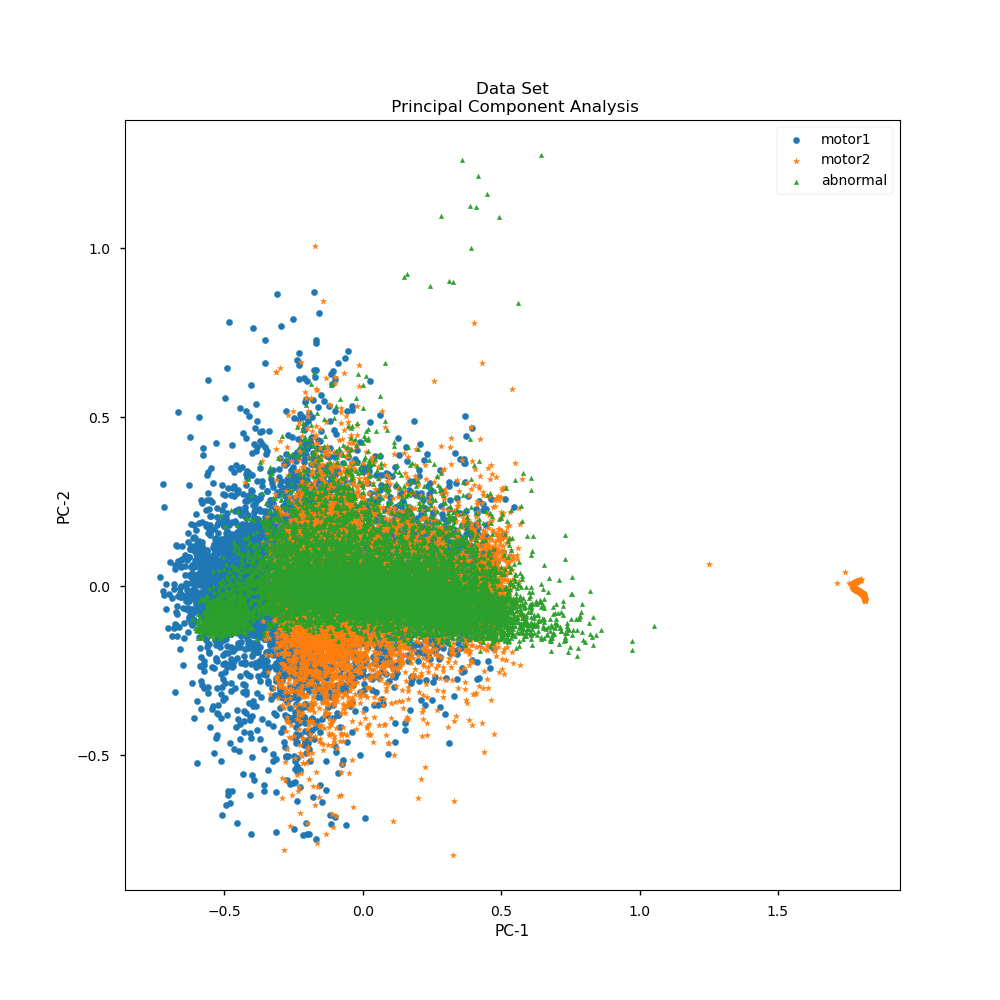 Data Set
Principal Component Analysis
motor1
motor2
abnormal
1.0
0.5
0.0
−0.5
PC-2
−0.5
0.0
0.5
1.0
1.5
PC-1